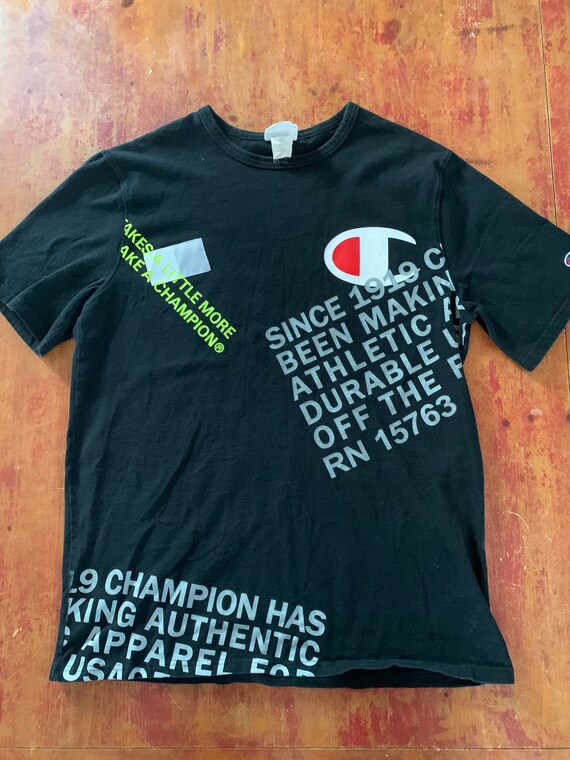 AKES A LITTLE MORE
AKE A CHAMPION®
SINCE 1919 C
BEEN MAKIN
ATHLETIC A
DURABLE U
OFF THE F
RN 15763
19 CHAMPION HAS
KING AUTHENTIC
C APPAREL FOR
USAGE